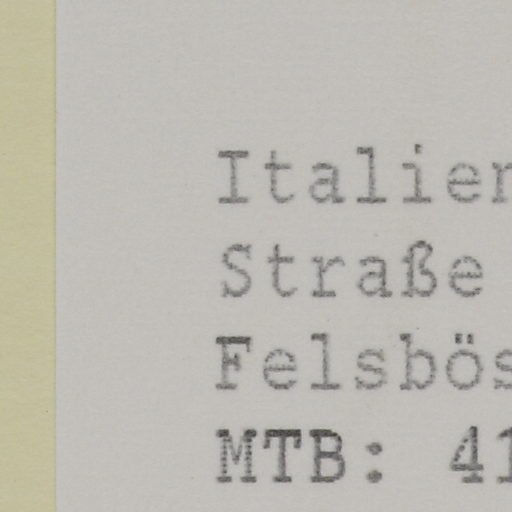 Italien
Straße
Felsbös
MTB: 41